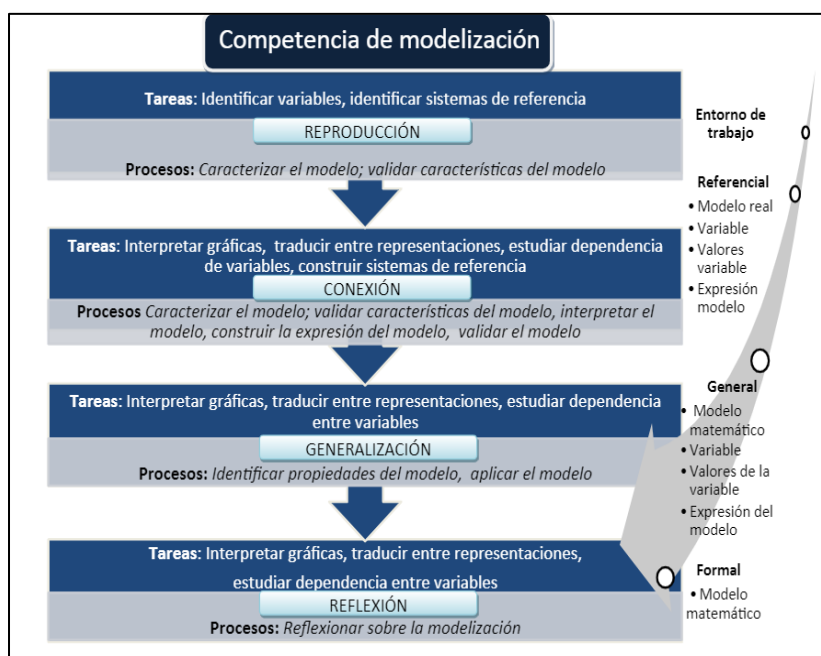 Competencia de modelización
Tareas: Identificar variables, identificar sistemas de referencia
REPRODUCCIÓN
Procesos: Caracterizar el modelo; validar características del modelo
Tareas: Interpretar gráficas, traducir entre representaciones, estudiar dependencia
de variables, construir sistemas de referencia
CONEXIÓN
Procesos Caracterizar el modelo; validar características del modelo, interpretar el
modelo, construir la expresión del modelo, validar el modelo
Tareas: Interpretar gráficas, traducir entre representaciones, estudiar dependencia
entre variables
GENERALIZACIÓN
Procesos: Identificar propiedades del modelo, aplicar el modelo
Tareas: Interpretar gráficas, traducir entre representaciones,
estudiar dependencia entre variables
REFLEXIÓN
Procesos: Reflexionar sobre la modelización
Entorno de
trabajo
Referencial
• Modelo real
• Variable
• Valores
variable
• Expresión
modelo
General
• Modelo
matemático
• Variable
• Valores de la
variable
• Expresión del
modelo
Formal
• Modelo
matemático